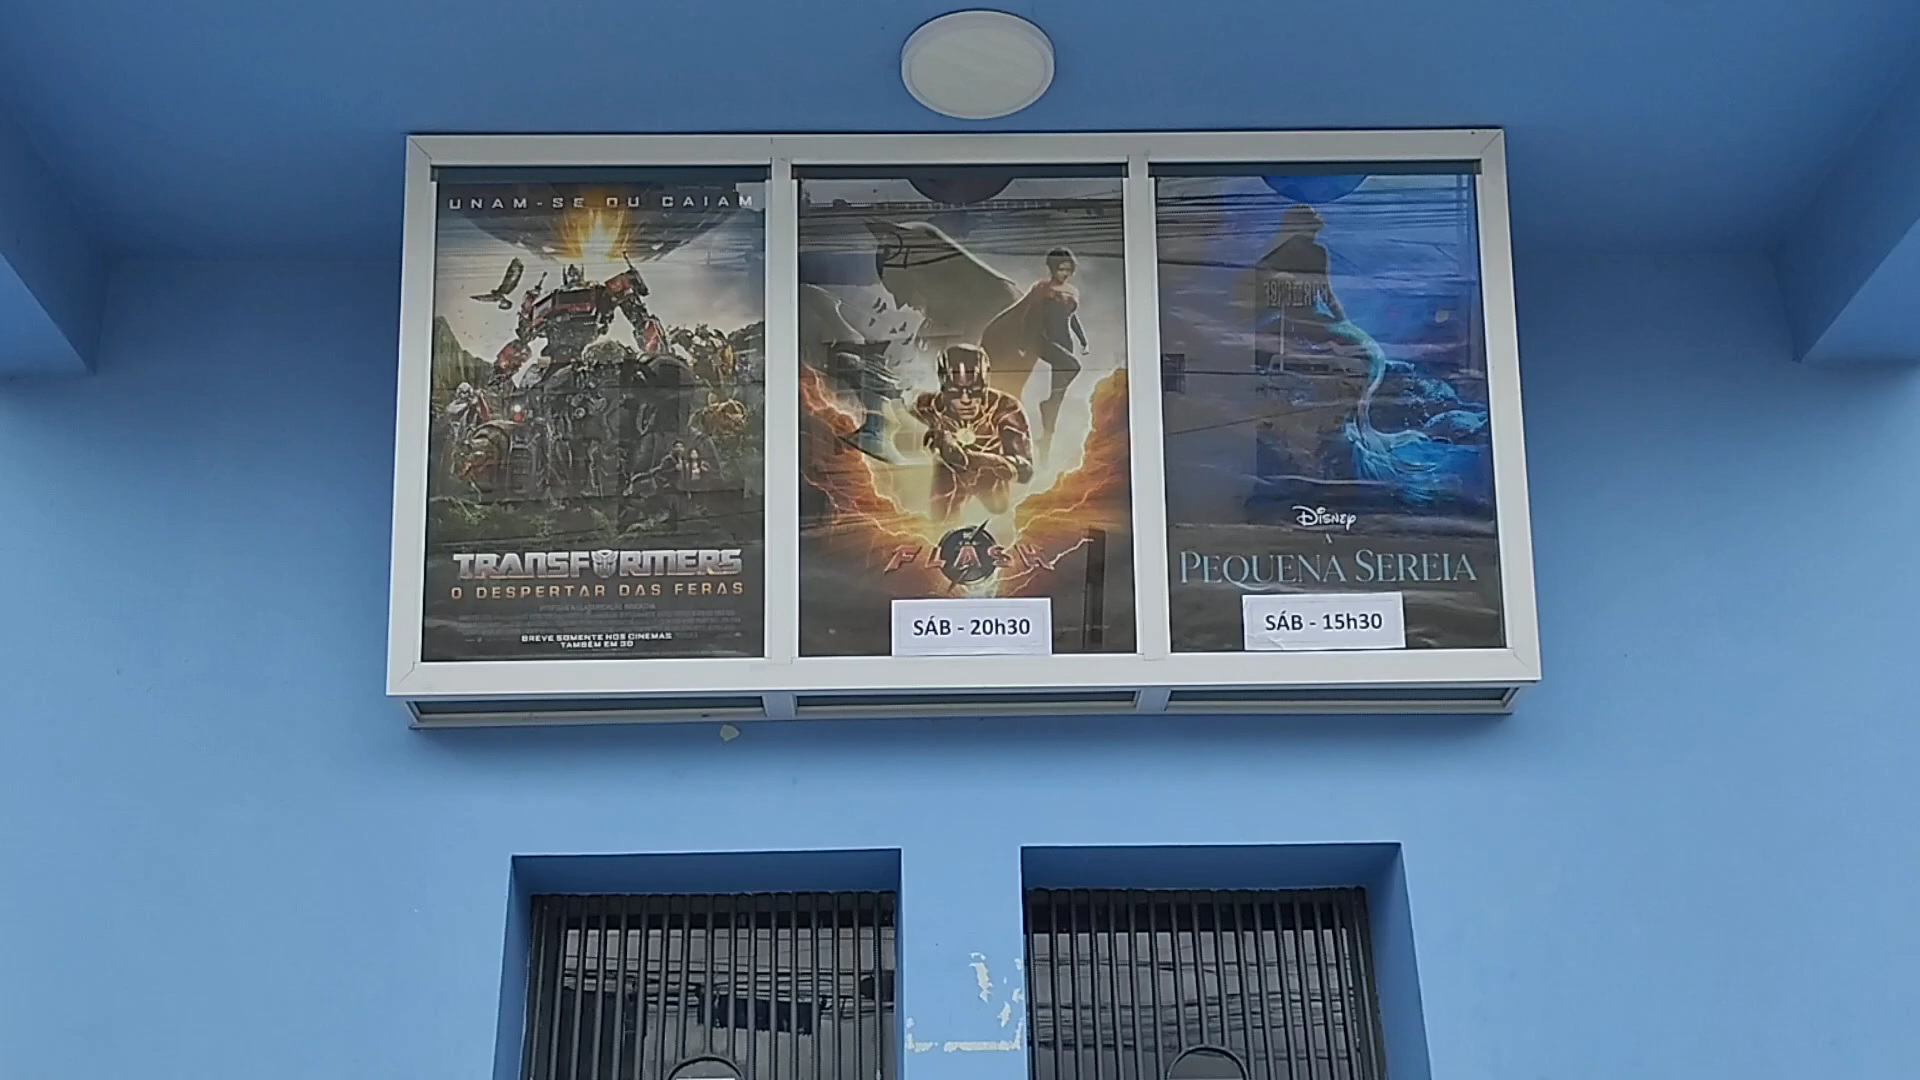 UNAM-SE OU CAIAM
TRANSFORMERS
O DESPERTAR DAS FERAS
BREVE SOMENTE NOS CINEMAS
TAMBÉM EM 3D
THE
FLASH
SÁB - 20h30
Disney
A
PEQUENA SEREIA
SÁB - 15h30